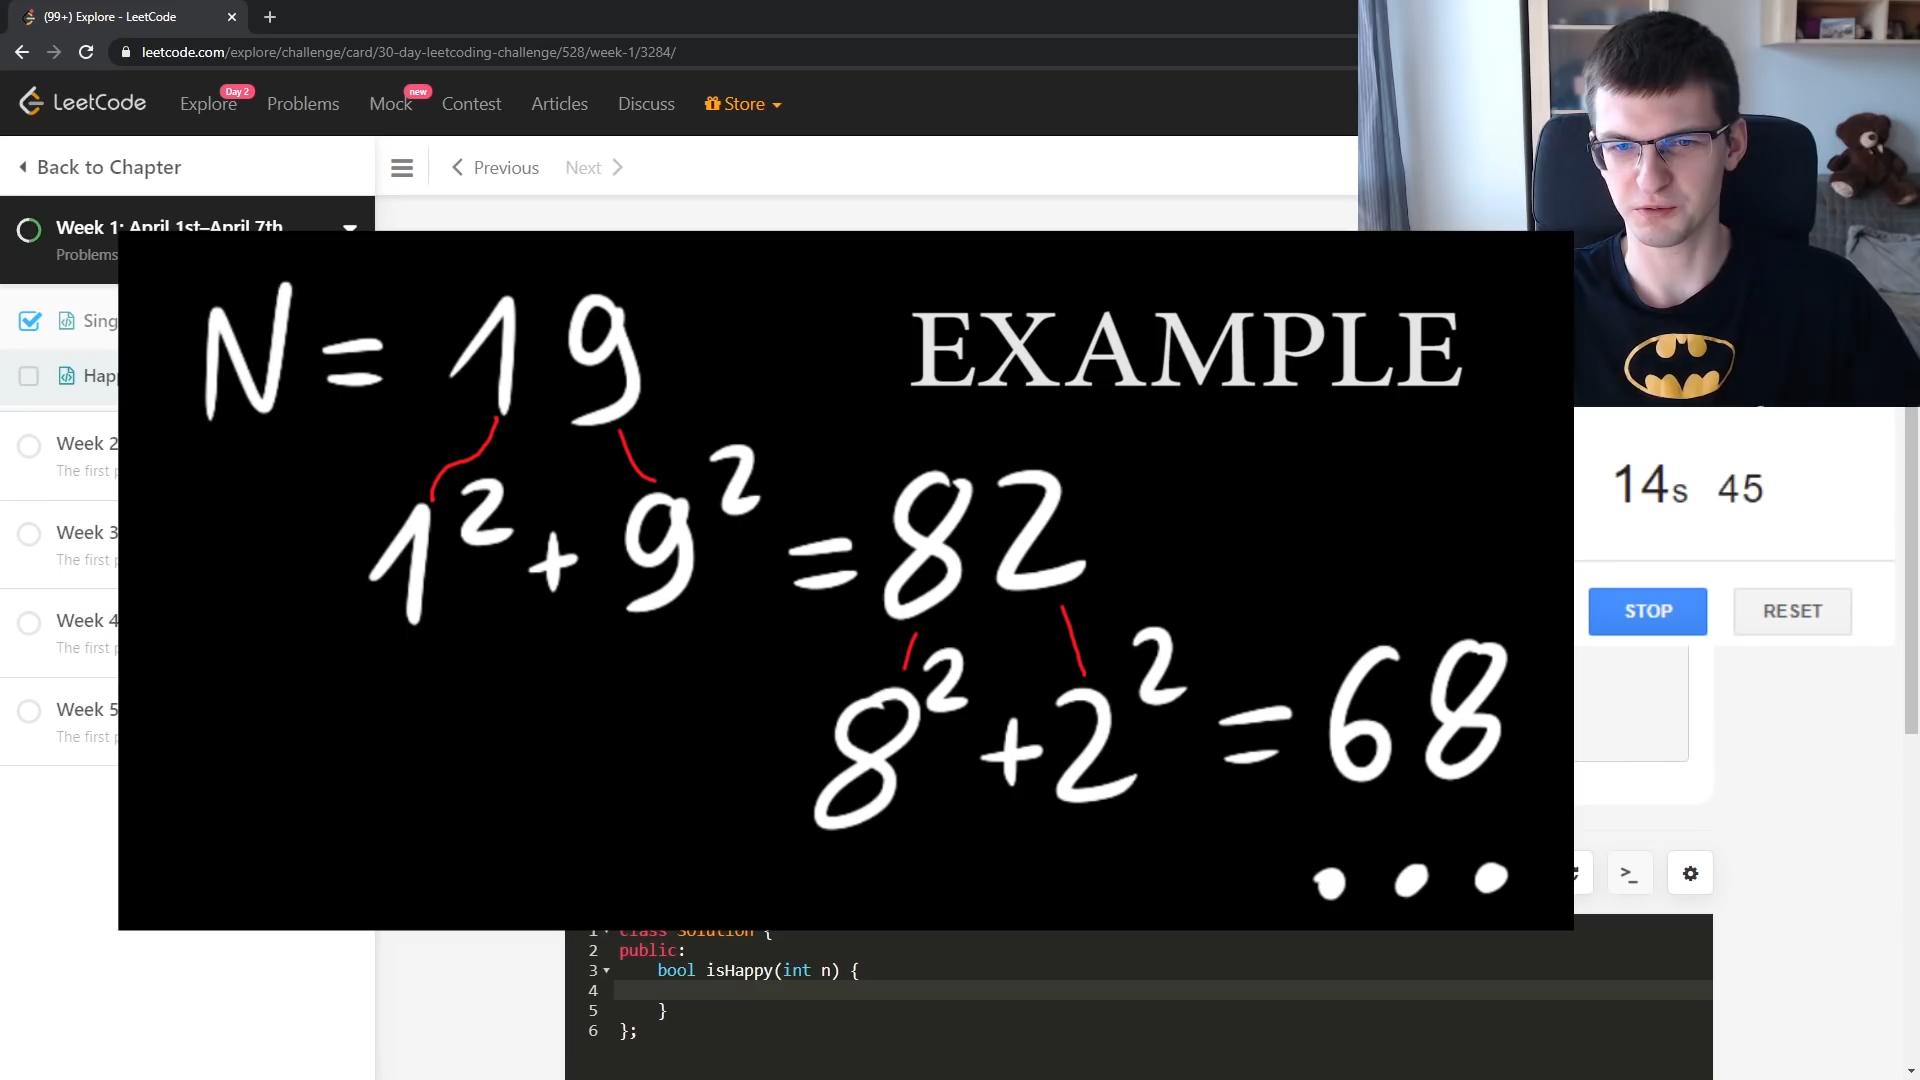 (99+) Explore - LeetCode
leetcode.com/explore/challenge/card/30-day-leetcoding-challenge/528/week-1/3284/
LeetCode Explore Day 2 Problems Mock new Contest Articles Discuss Store
Back to Chapter
Previous Next
Week 1: April 1st–April 7th
Problems
Sing
Happ
Week 2
The first p
Week 3
The first p
Week 4
The first p
Week 5
The first p
N = 19
EXAMPLE
1² + 9² = 82
8² + 2² = 68
...
14s 45
STOP RESET
>_
1 class Solution {
2 public:
3 bool isHappy(int n) {
4
5 }
6 };